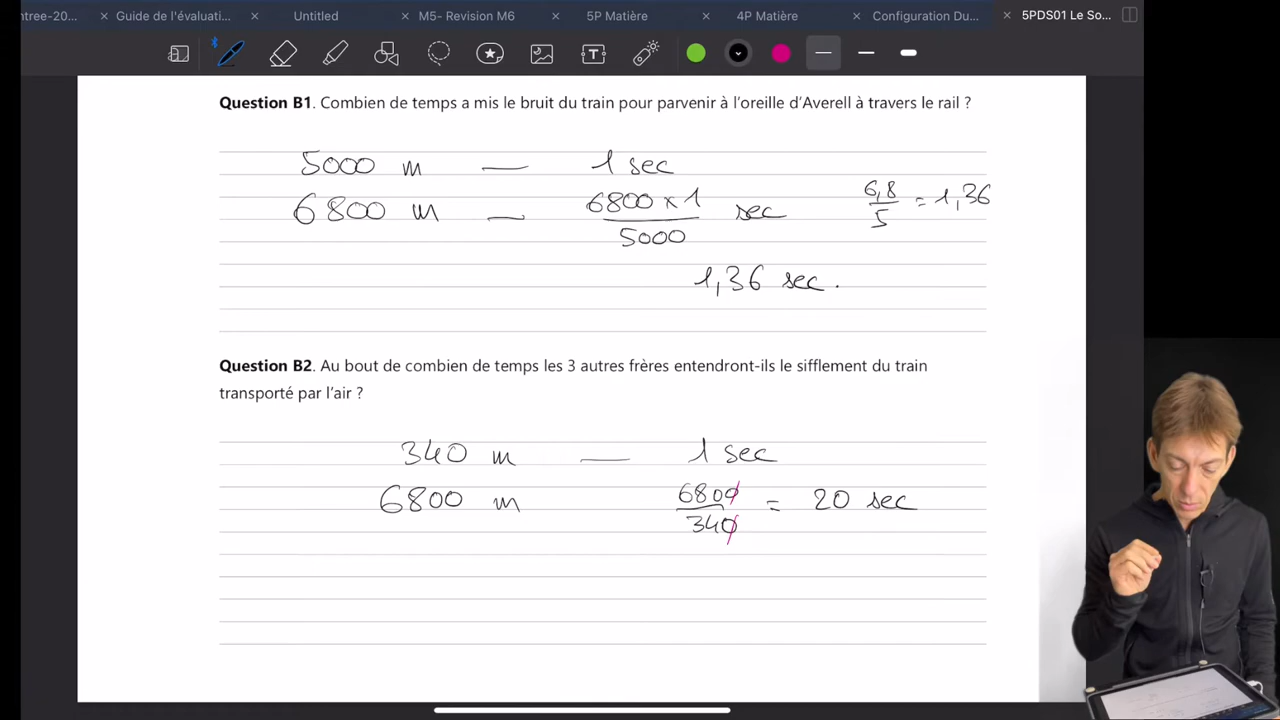 ntree-20... Guide de l'évaluati... Untitled M5- Revision M6 5P Matière 4P Matière Configuration Du... 5PDS01 Le So...
Question B1. Combien de temps a mis le bruit du train pour parvenir à l'oreille d'Averell à travers le rail ?
5000 m — 1 sec
6800 m — 6800 x 1 / 5000 sec 6,8 / 5 = 1,36
1,36 sec.
Question B2. Au bout de combien de temps les 3 autres frères entendront-ils le sifflement du train
transporté par l'air ?
340 m — 1 sec
6800 m 6800 / 340 = 20 sec